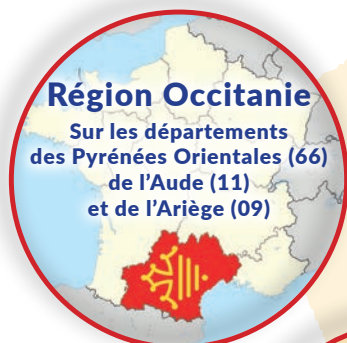 Région Occitanie
Sur les départements
des Pyrénées Orientales (66)
de l’Aude (11)
et de l’Ariège (09)